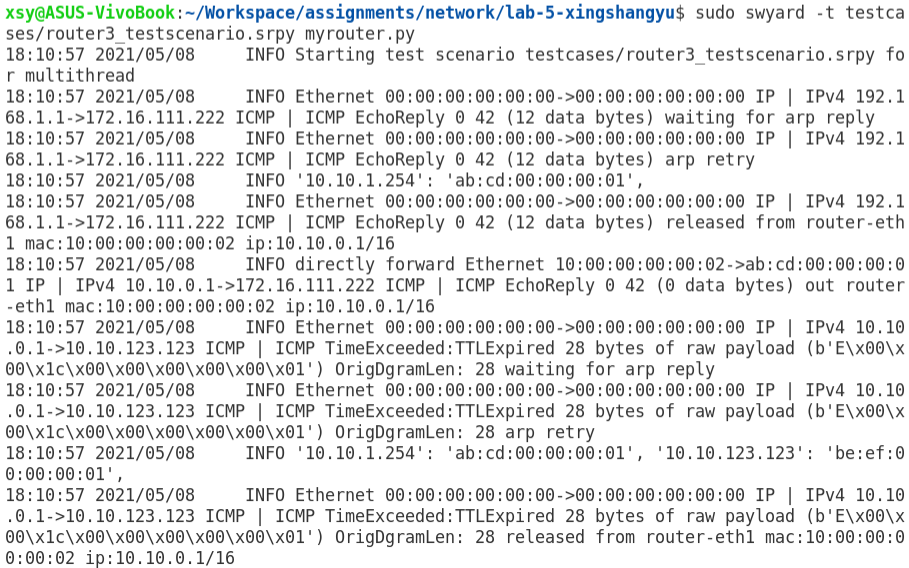 xsy@ASUS-VivoBook:~/Workspace/assignments/network/lab-5-xingshangyu$ sudo swyard -t testca
ses/router3_testscenario.srpy myrouter.py
18:10:57 2021/05/08     INFO Starting test scenario testcases/router3_testscenario.srpy fo
r multithread
18:10:57 2021/05/08     INFO Ethernet 00:00:00:00:00:00->00:00:00:00:00:00 IP | IPv4 192.1
68.1.1->172.16.111.222 ICMP | ICMP EchoReply 0 42 (12 data bytes) waiting for arp reply
18:10:57 2021/05/08     INFO Ethernet 00:00:00:00:00:00->00:00:00:00:00:00 IP | IPv4 192.1
68.1.1->172.16.111.222 ICMP | ICMP EchoReply 0 42 (12 data bytes) arp retry
18:10:57 2021/05/08     INFO '10.10.1.254': 'ab:cd:00:00:00:01',
18:10:57 2021/05/08     INFO Ethernet 00:00:00:00:00:00->00:00:00:00:00:00 IP | IPv4 192.1
68.1.1->172.16.111.222 ICMP | ICMP EchoReply 0 42 (12 data bytes) released from router-eth
1 mac:10:00:00:00:00:02 ip:10.10.0.1/16
18:10:57 2021/05/08     INFO directly forward Ethernet 10:00:00:00:00:02->ab:cd:00:00:00:0
1 IP | IPv4 10.10.0.1->172.16.111.222 ICMP | ICMP EchoReply 0 42 (0 data bytes) out router
-eth1 mac:10:00:00:00:00:02 ip:10.10.0.1/16
18:10:57 2021/05/08     INFO Ethernet 00:00:00:00:00:00->00:00:00:00:00:00 IP | IPv4 10.10
.0.1->10.10.123.123 ICMP | ICMP TimeExceeded:TTLExpired 28 bytes of raw payload (b'E\x00\x
00\x1c\x00\x00\x00\x00\x00\x01') OrigDgramLen: 28 waiting for arp reply
18:10:57 2021/05/08     INFO Ethernet 00:00:00:00:00:00->00:00:00:00:00:00 IP | IPv4 10.10
.0.1->10.10.123.123 ICMP | ICMP TimeExceeded:TTLExpired 28 bytes of raw payload (b'E\x00\x
00\x1c\x00\x00\x00\x00\x00\x01') OrigDgramLen: 28 arp retry
18:10:57 2021/05/08     INFO '10.10.1.254': 'ab:cd:00:00:00:01', '10.10.123.123': 'be:ef:0
0:00:00:01',
18:10:57 2021/05/08     INFO Ethernet 00:00:00:00:00:00->00:00:00:00:00:00 IP | IPv4 10.10
.0.1->10.10.123.123 ICMP | ICMP TimeExceeded:TTLExpired 28 bytes of raw payload (b'E\x00\x
00\x1c\x00\x00\x00\x00\x00\x01') OrigDgramLen: 28 released from router-eth1 mac:10:00:00:0
0:00:02 ip:10.10.0.1/16